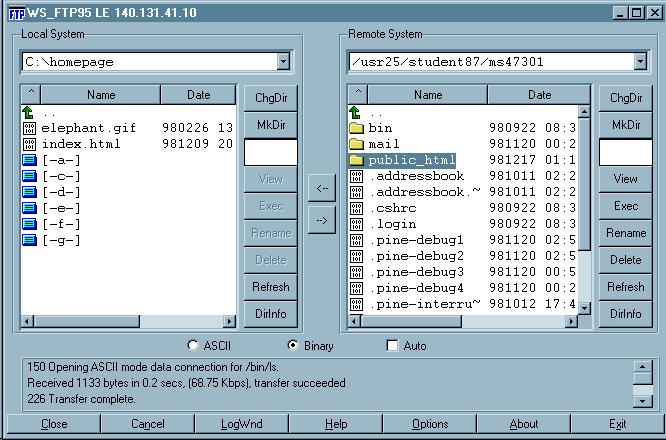 WS_FTP95 LE 140.131.41.10
Local System
C:\homepage
^ Name Date
..
elephant.gif 980226 13
index.html 981209 20
[-a-]
[-c-]
[-d-]
[-e-]
[-f-]
[-g-]
ChgDir
MkDir
View
Exec
Rename
Delete
Refresh
DirInfo
<--
-->
Remote System
/usr25/student87/ms47301
^ Name Date
..
bin 980922 08:3
mail 981120 00:2
public_html 981217 01:1
.addressbook 981011 02:2
.addressbook.~ 981011 02:2
.cshrc 980922 08:3
.login 980922 08:3
.pine-debug1 981120 02:5
.pine-debug2 981120 02:5
.pine-debug3 981120 00:5
.pine-debug4 981120 00:2
.pine-interru~ 981012 17:4
ChgDir
MkDir
View
Exec
Rename
Delete
Refresh
DirInfo
ASCII Binary Auto
150 Opening ASCII mode data connection for /bin/ls.
Received 1133 bytes in 0.2 secs, (68.75 Kbps), transfer succeeded
226 Transfer complete.
Close Cancel LogWnd Help Options About Exit